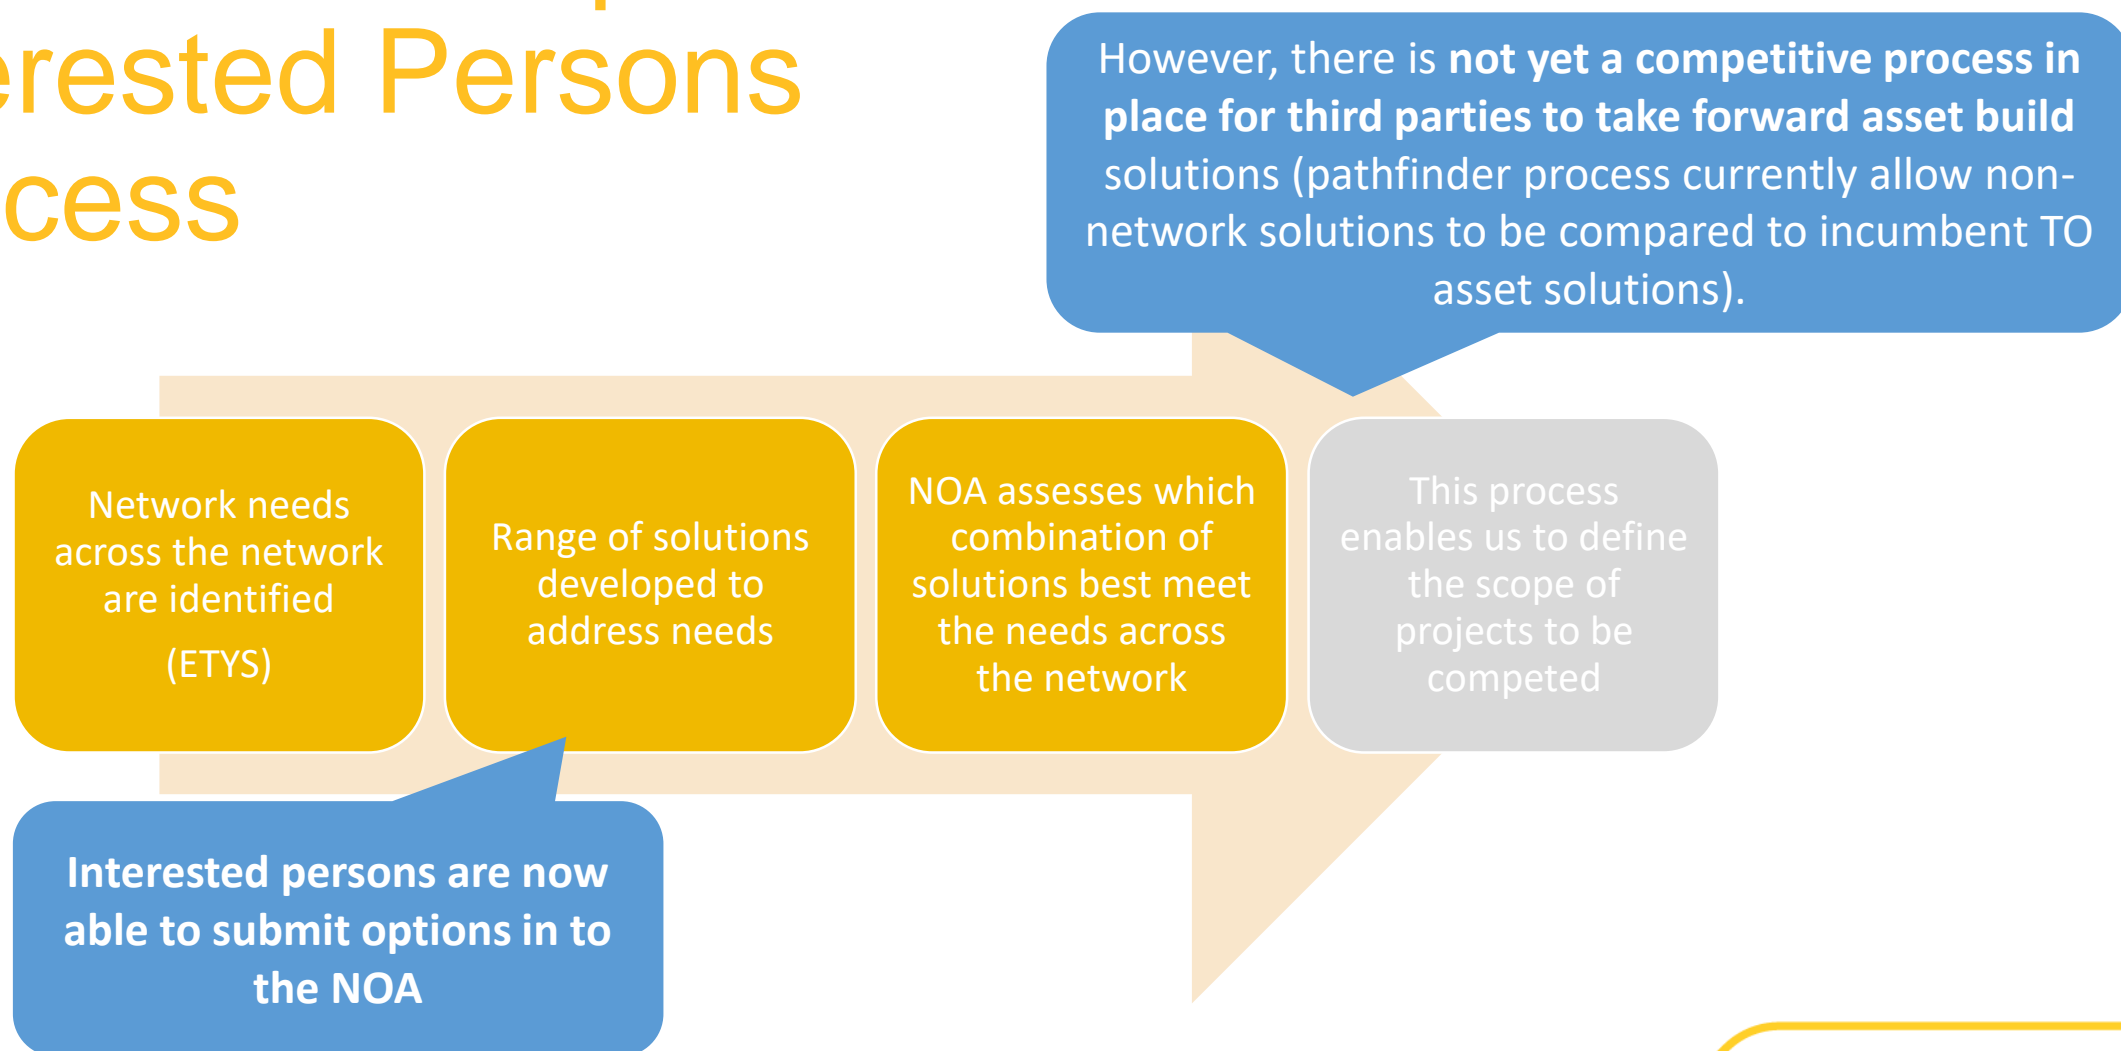 erested Persons
cess
However, there is not yet a competitive process in
place for third parties to take forward asset build
solutions (pathfinder process currently allow non-
network solutions to be compared to incumbent TO
asset solutions).
Network needs
across the network
are identified
(ETYS)
Range of solutions
developed to
address needs
NOA assesses which
combination of
solutions best meet
the needs across
the network
This process
enables us to define
the scope of
projects to be
competed
Interested persons are now
able to submit options in to
the NOA